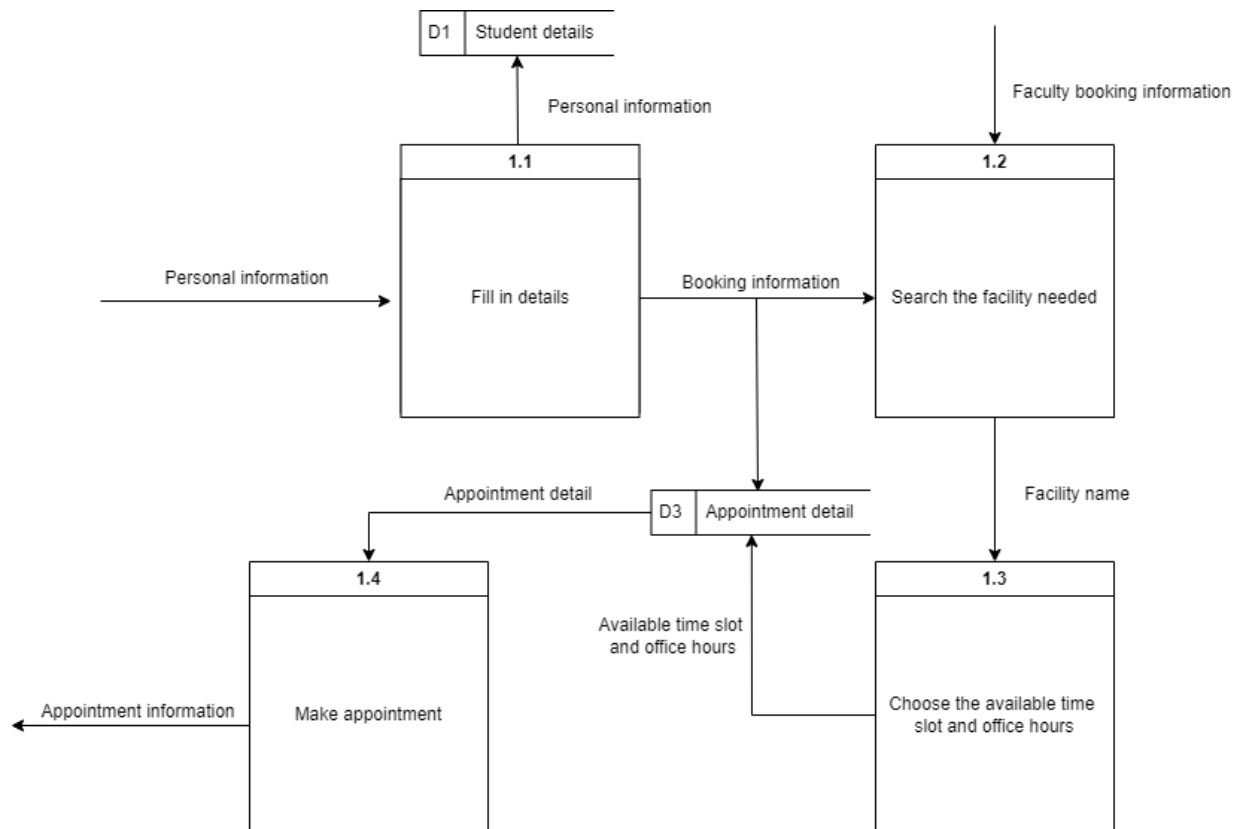 D1 Student details
Personal information
Faculty booking information
1.1
1.2
Personal information
Fill in details
Booking information
Search the facility needed
Appointment detail
D3 Appointment detail
Facility name
1.4
1.3
Available time slot
and office hours
Appointment information
Make appointment
Choose the available time
slot and office hours